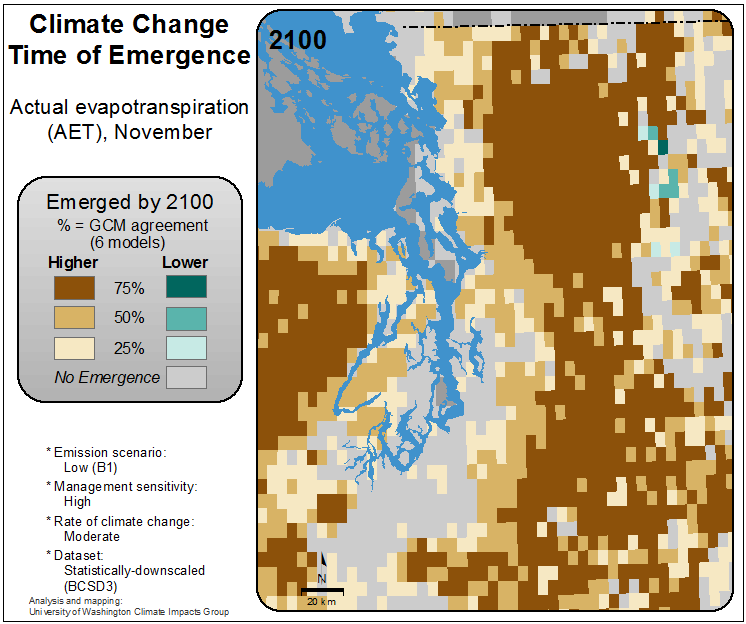 Climate Change
Time of Emergence
Actual evapotranspiration
(AET), November
Emerged by 2100
% = GCM agreement
(6 models)
Higher Lower
75%
50%
25%
No Emergence
* Emission scenario:
Low (B1)
* Management sensitivity:
High
* Rate of climate change:
Moderate
* Dataset:
Statistically-downscaled
(BCSD3)
Analysis and mapping:
University of Washington Climate Impacts Group
2100
N
20 km